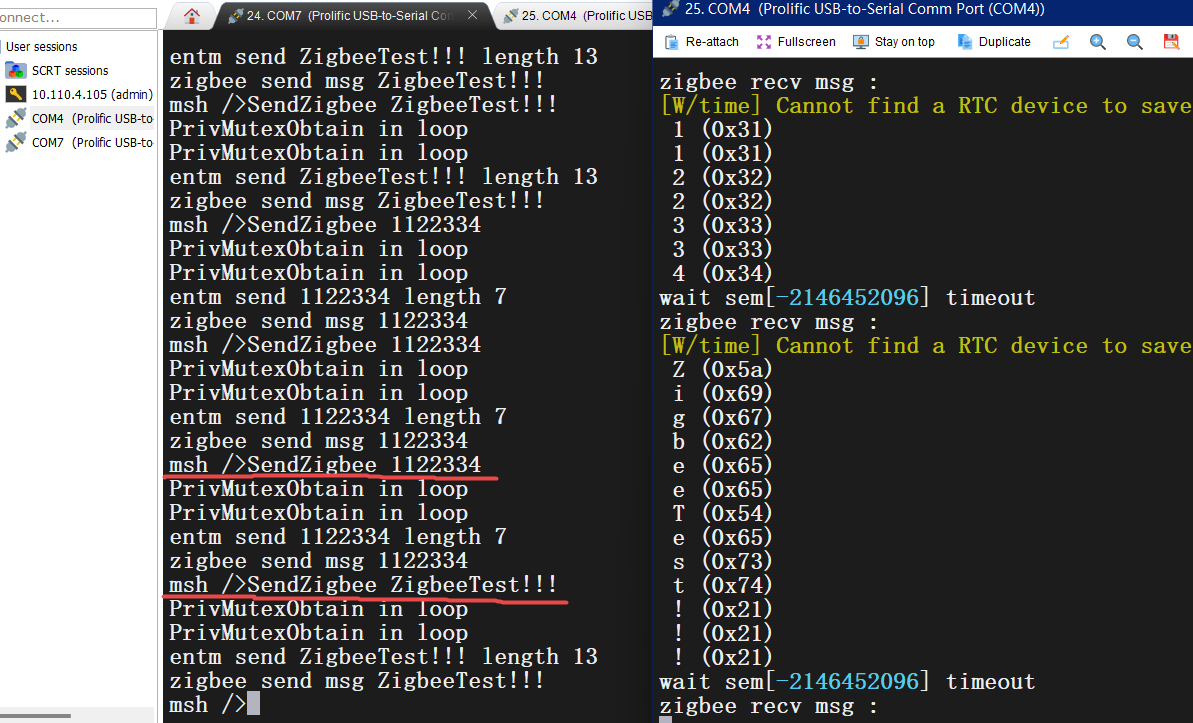 onnect...
User sessions
SCRT sessions
10.110.4.105 (admin)
COM4 (Prolific USB-to-
COM7 (Prolific USB-to-
24. COM7 (Prolific USB-to-Serial Con
25. COM4 (Prolific USB
entm send ZigbeeTest!!! length 13
zigbee send msg ZigbeeTest!!!
msh />SendZigbee ZigbeeTest!!!
PrivMutexObtain in loop
PrivMutexObtain in loop
entm send ZigbeeTest!!! length 13
zigbee send msg ZigbeeTest!!!
msh />SendZigbee 1122334
PrivMutexObtain in loop
PrivMutexObtain in loop
entm send 1122334 length 7
zigbee send msg 1122334
msh />SendZigbee 1122334
PrivMutexObtain in loop
PrivMutexObtain in loop
entm send 1122334 length 7
zigbee send msg 1122334
msh />SendZigbee 1122334
PrivMutexObtain in loop
PrivMutexObtain in loop
entm send 1122334 length 7
zigbee send msg 1122334
msh />SendZigbee ZigbeeTest!!!
PrivMutexObtain in loop
PrivMutexObtain in loop
entm send ZigbeeTest!!! length 13
zigbee send msg ZigbeeTest!!!
msh />
25. COM4 (Prolific USB-to-Serial Comm Port (COM4))
Re-attach Fullscreen Stay on top Duplicate
zigbee recv msg :
[W/time] Cannot find a RTC device to save
1 (0x31)
1 (0x31)
2 (0x32)
2 (0x32)
3 (0x33)
3 (0x33)
4 (0x34)
wait sem[-2146452096] timeout
zigbee recv msg :
[W/time] Cannot find a RTC device to save
Z (0x5a)
i (0x69)
g (0x67)
b (0x62)
e (0x65)
e (0x65)
T (0x54)
e (0x65)
s (0x73)
t (0x74)
! (0x21)
! (0x21)
! (0x21)
wait sem[-2146452096] timeout
zigbee recv msg :